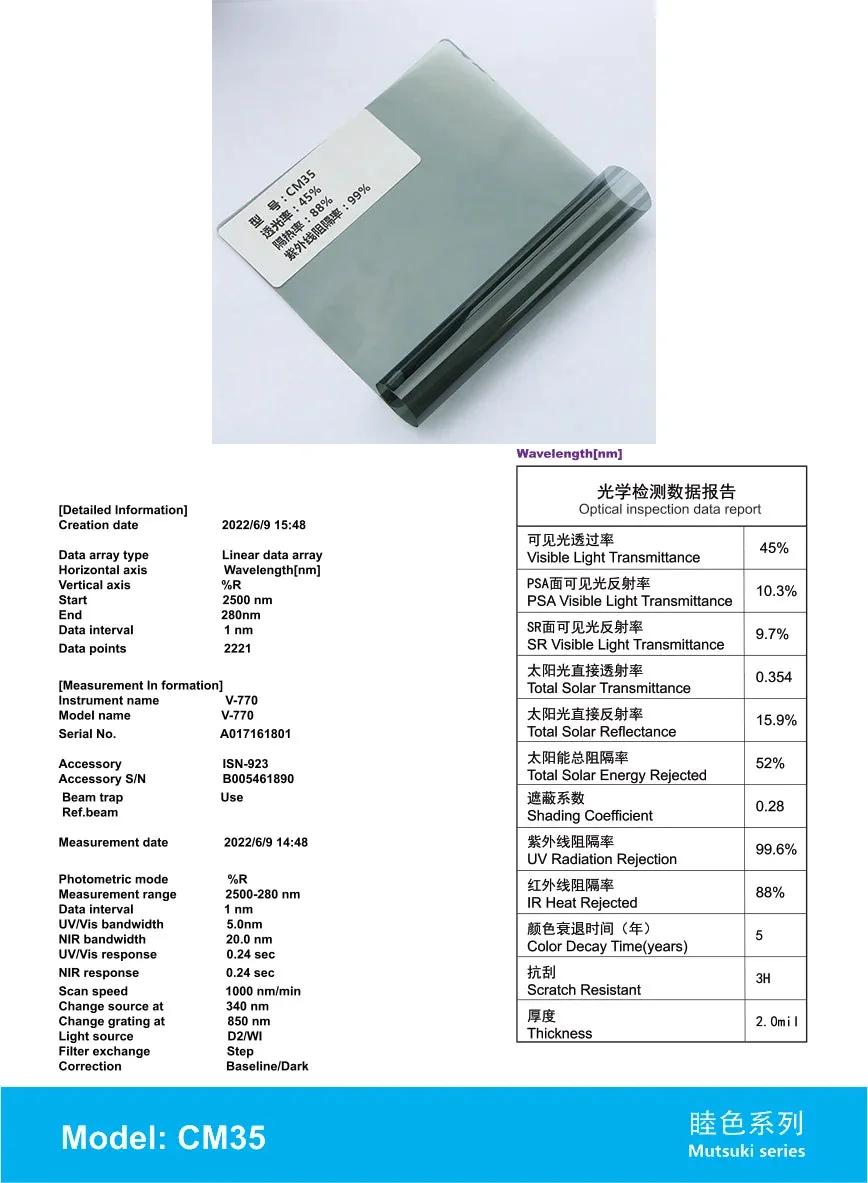 型 号：CM35
透光率：45%
隔热率：88%
紫外线阻隔率：99%
Wavelength[nm]
[Detailed Information]
Creation date 2022/6/9 15:48
Data array type Linear data array
Horizontal axis Wavelength[nm]
Vertical axis %R
Start 2500 nm
End 280nm
Data interval 1 nm
Data points 2221
[Measurement In formation]
Instrument name V-770
Model name V-770
Serial No. A017161801
Accessory ISN-923
Accessory S/N B005461890
Beam trap Use
Ref.beam
Measurement date 2022/6/9 14:48
Photometric mode %R
Measurement range 2500-280 nm
Data interval 1 nm
UV/Vis bandwidth 5.0nm
NIR bandwidth 20.0 nm
UV/Vis response 0.24 sec
NIR response 0.24 sec
Scan speed 1000 nm/min
Change source at 340 nm
Change grating at 850 nm
Light source D2/WI
Filter exchange Step
Correction Baseline/Dark
光学检测数据报告
Optical inspection data report
可见光透过率
Visible Light Transmittance 45%
PSA面可见光反射率
PSA Visible Light Transmittance 10.3%
SR面可见光反射率
SR Visible Light Transmittance 9.7%
太阳光直接透射率
Total Solar Transmittance 0.354
太阳光直接反射率
Total Solar Reflectance 15.9%
太阳能总阻隔率
Total Solar Energy Rejected 52%
遮蔽系数
Shading Coefficient 0.28
紫外线阻隔率
UV Radiation Rejection 99.6%
红外线阻隔率
IR Heat Rejected 88%
颜色衰退时间（年）
Color Decay Time(years) 5
抗刮
Scratch Resistant 3H
厚度
Thickness 2.0mil
Model: CM35
睦色系列
Mutsuki series